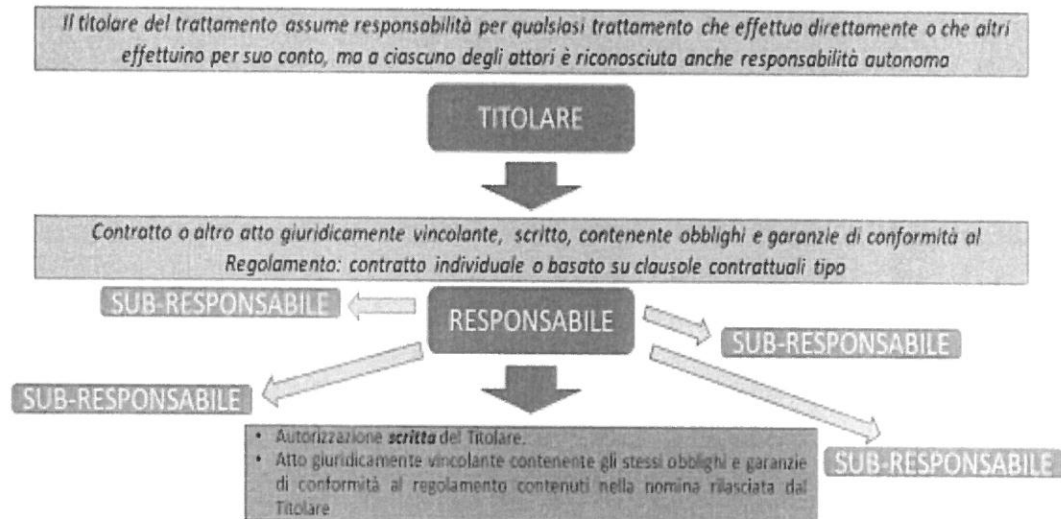 Il titolare del trattamento assume responsabilità per qualsiasi trattamento che effettua direttamente o che altri
effettuino per suo conto, ma a ciascuno degli attori è riconosciuta anche responsabilità autonoma
TITOLARE
Contratto o altro atto giuridicamente vincolante, scritto, contenente obblighi e garanzie di conformità al
Regolamento: contratto individuale o basato su clausole contrattuali tipo
SUB-RESPONSABILE
RESPONSABILE
SUB-RESPONSABILE
SUB-RESPONSABILE
• Autorizzazione scritta del Titolare.
• Atto giuridicamente vincolante contenente gli stessi obblighi e garanzie
di conformità al regolamento contenuti nella nomina rilasciata dal
Titolare
SUB-RESPONSABILE